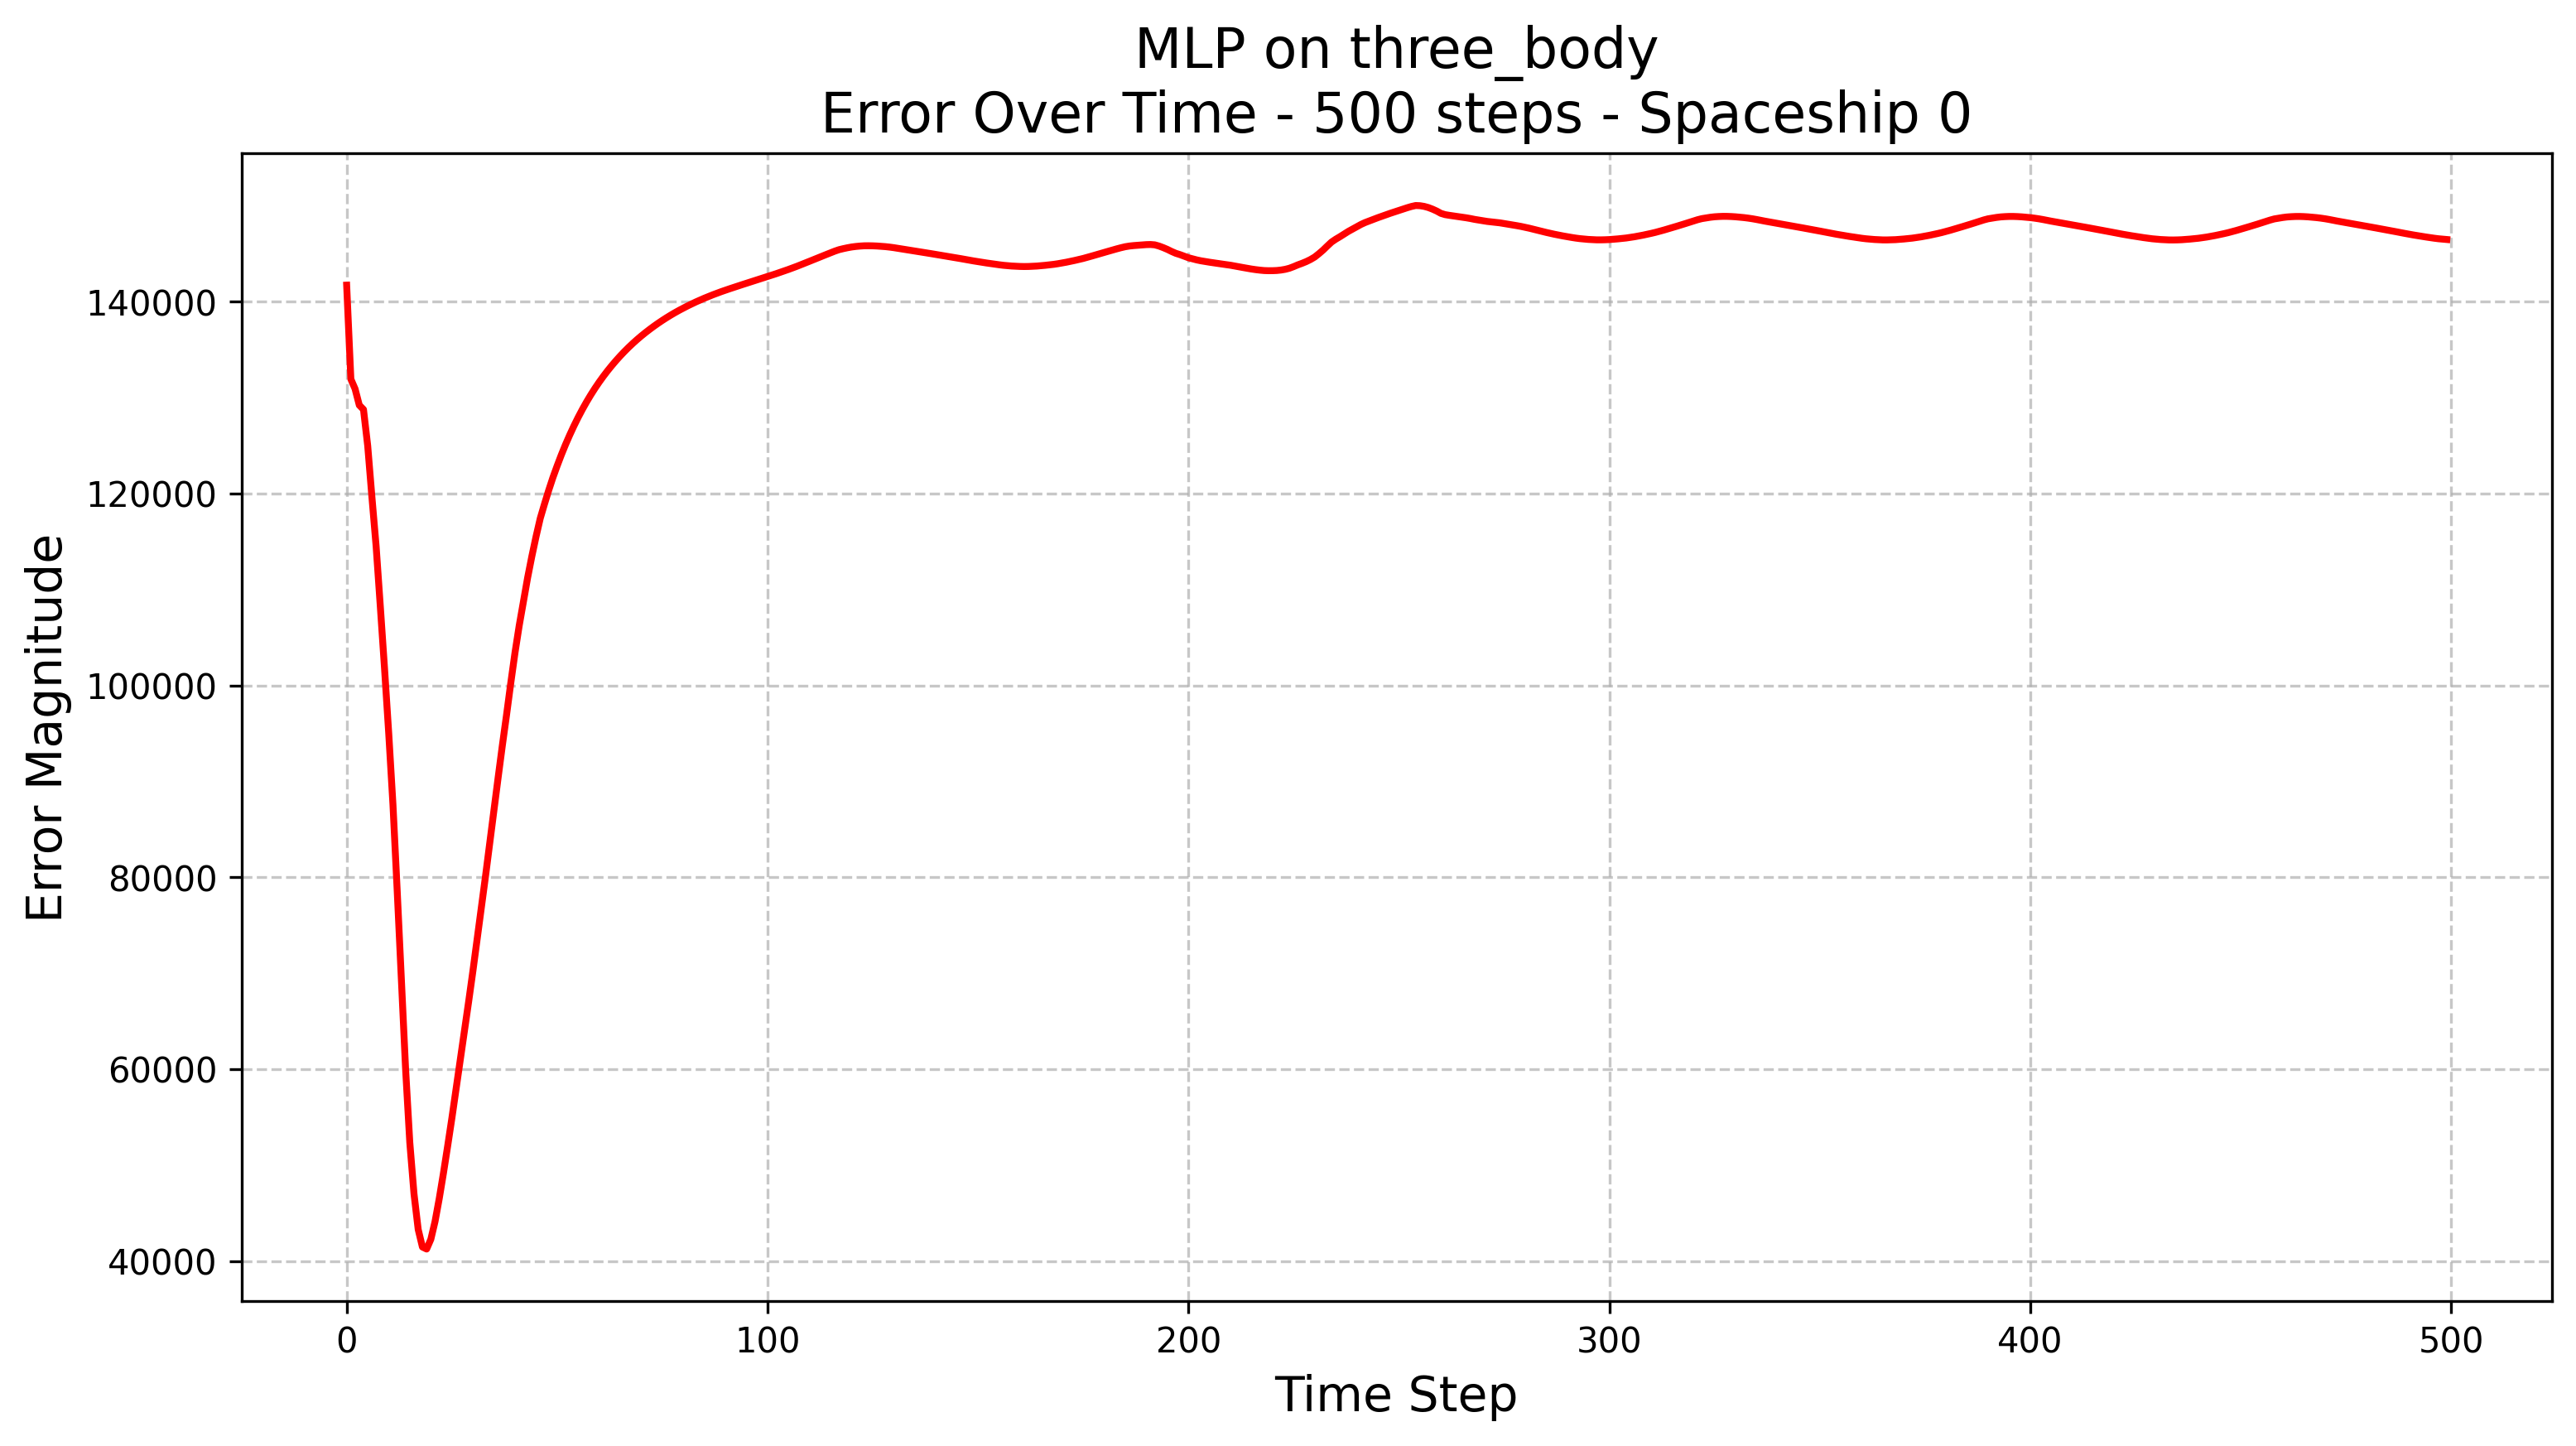 MLP on three_body
Error Over Time - 500 steps - Spaceship 0
Error Magnitude
140000
120000
100000
80000
60000
40000
0 100 200 300 400 500
Time Step